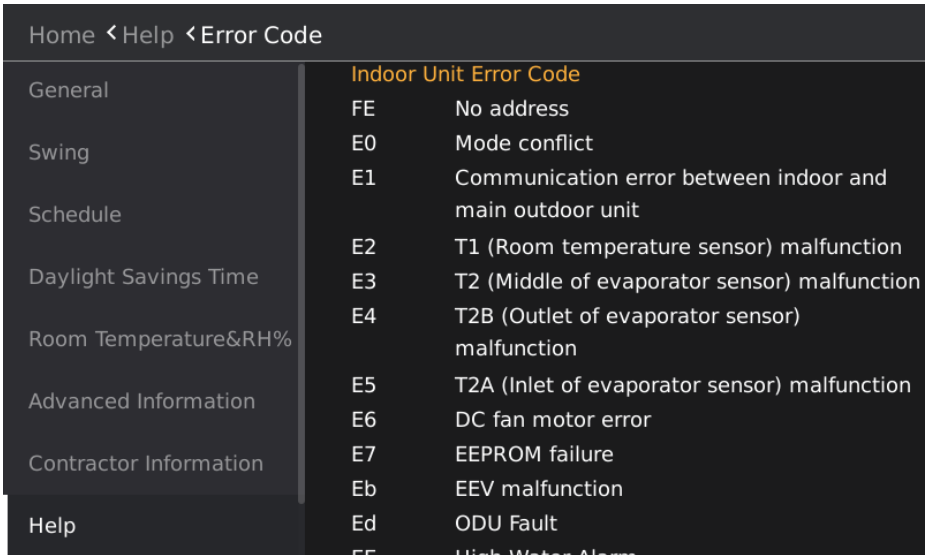 Home < Help < Error Code
General
Swing
Schedule
Daylight Savings Time
Room Temperature&RH%
Advanced Information
Contractor Information
Help
Indoor Unit Error Code
FE No address
E0 Mode conflict
E1 Communication error between indoor and
main outdoor unit
E2 T1 (Room temperature sensor) malfunction
E3 T2 (Middle of evaporator sensor) malfunction
E4 T2B (Outlet of evaporator sensor)
malfunction
E5 T2A (Inlet of evaporator sensor) malfunction
E6 DC fan motor error
E7 EEPROM failure
Eb EEV malfunction
Ed ODU Fault
EE High Water Alarm